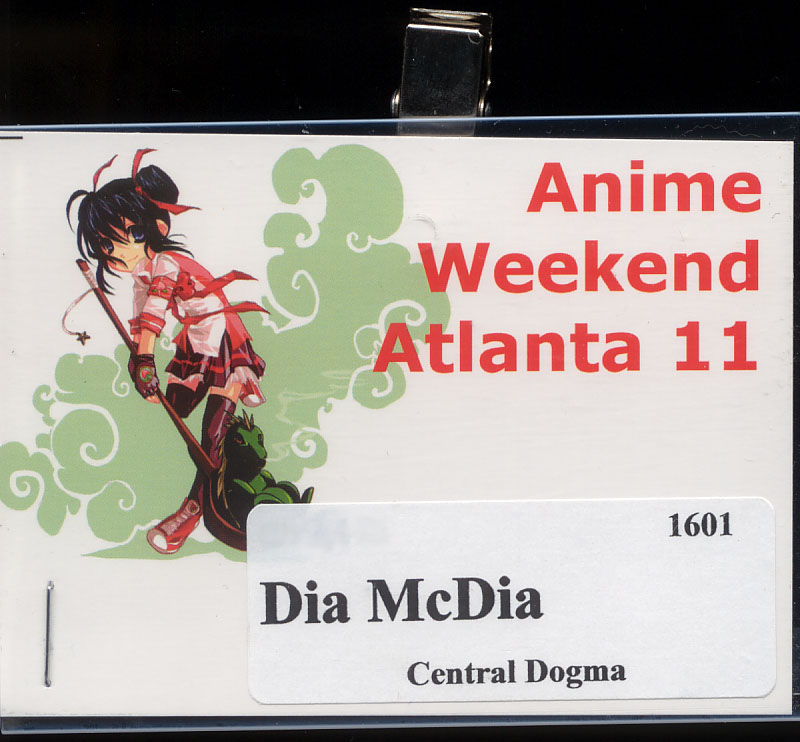 Anime
Weekend
Atlanta 11
1601
Dia McDia
Central Dogma